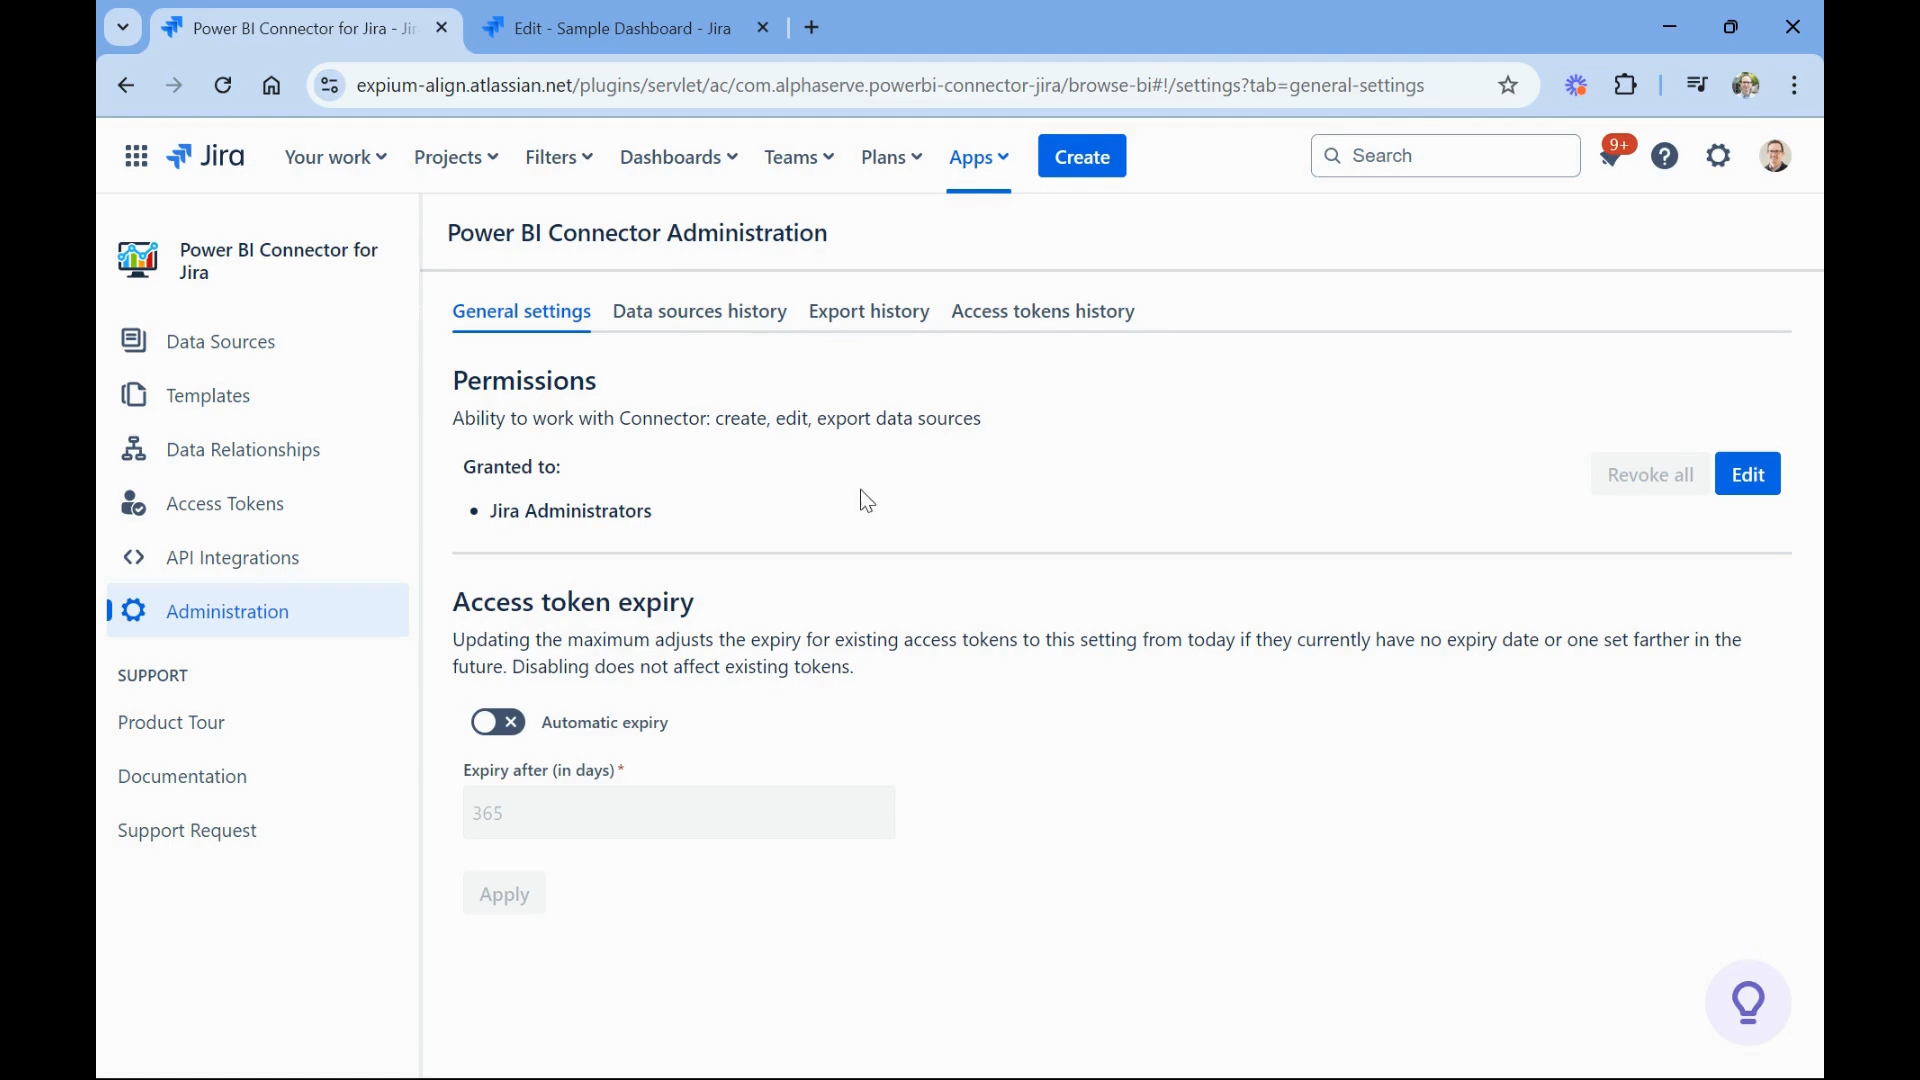 Power BI Connector for Jira - Jir
Edit - Sample Dashboard - Jira
expium-align.atlassian.net/plugins/servlet/ac/com.alphaserve.powerbi-connector-jira/browse-bi#!/settings?tab=general-settings
Jira
Your work
Projects
Filters
Dashboards
Teams
Plans
Apps
Create
Search
9+
Power BI Connector for
Jira
Data Sources
Templates
Data Relationships
Access Tokens
API Integrations
Administration
SUPPORT
Product Tour
Documentation
Support Request
Power BI Connector Administration
General settings
Data sources history
Export history
Access tokens history
Permissions
Ability to work with Connector: create, edit, export data sources
Granted to:
• Jira Administrators
Revoke all
Edit
Access token expiry
Updating the maximum adjusts the expiry for existing access tokens to this setting from today if they currently have no expiry date or one set farther in the
future. Disabling does not affect existing tokens.
Automatic expiry
Expiry after (in days) *
365
Apply